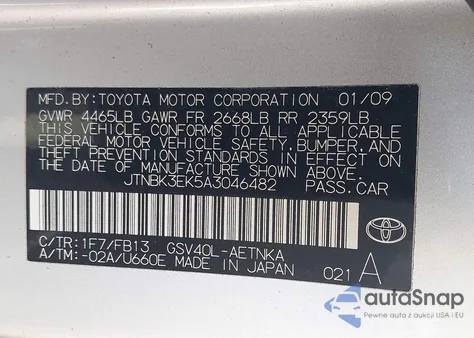 MFD.BY:TOYOTA MOTOR CORPORATION 01/09
GVWR 4465LB GAWR FR 2668LB RR 2359LB
THIS VEHICLE CONFORMS TO ALL APPLICABLE
FEDERAL MOTOR VEHICLE SAFETY,BUMPER,AND
THEFT PREVENTION STANDARDS IN EFFECT ON
THE DATE OF MANUFACTURE SHOWN ABOVE.
JTNBK3EK5A3046482 PASS.CAR
C/TR:1F7/FB13 GSV40L-AETNKA
A/TM:-02A/U660E MADE IN JAPAN 021 A
TOYOTA
autaSnap
Pewne auta z USA i EU